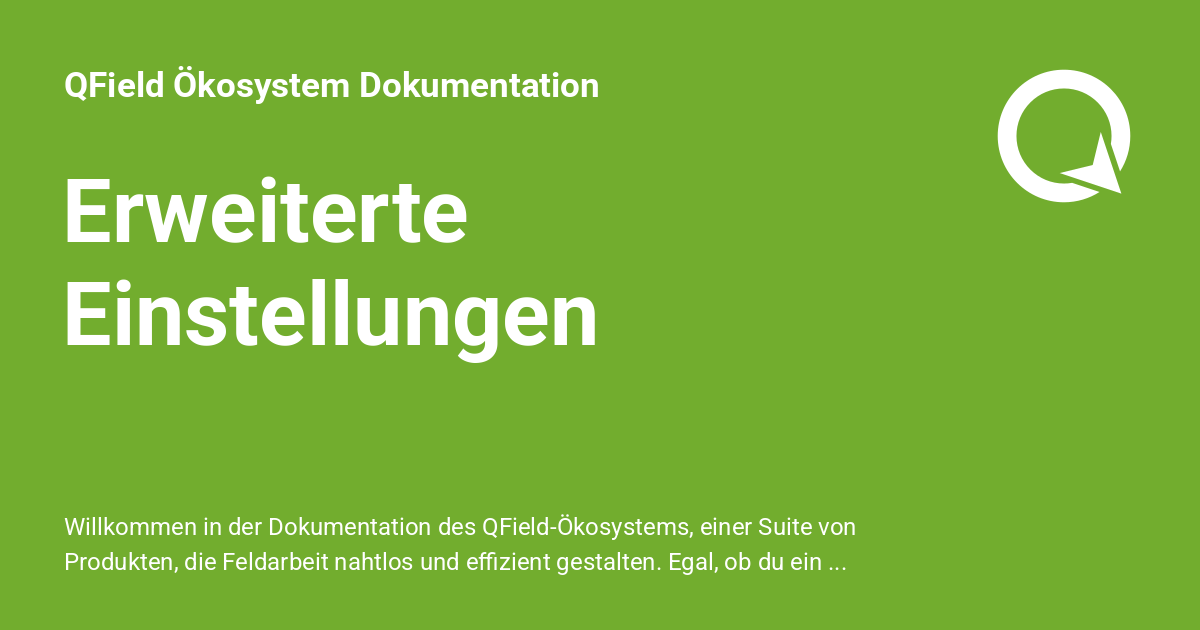 QField Ökosystem Dokumentation
Erweiterte
Einstellungen
Willkommen in der Dokumentation des QField-Ökosystems, einer Suite von
Produkten, die Feldarbeit nahtlos und effizient gestalten. Egal, ob du ein ...